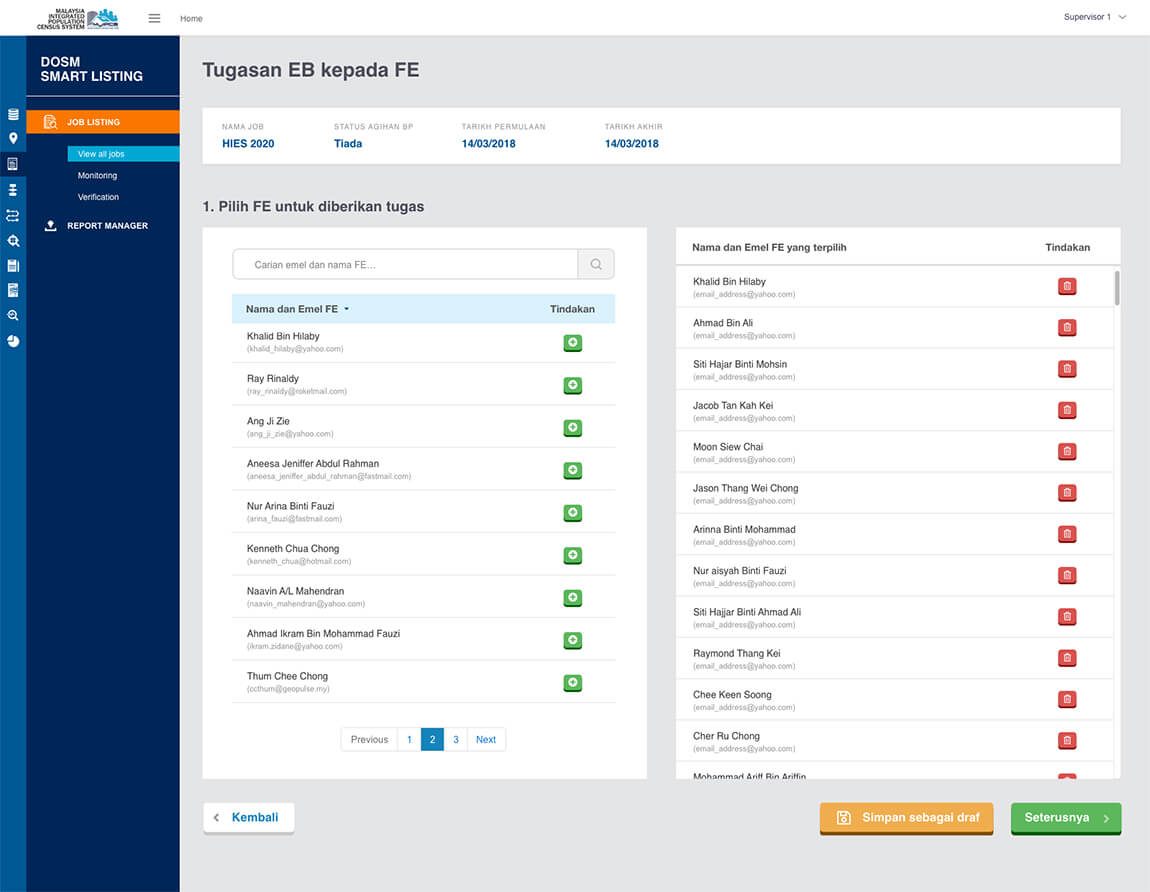 MALAYSIA
INTEGRATED
POPULATION
CENSUS SYSTEM
Home
Supervisor 1
DOSM
SMART LISTING
JOB LISTING
View all jobs
Monitoring
Verification
REPORT MANAGER
Tugasan EB kepada FE
NAMA JOB STATUS AGIHAN BP TARIKH PERMULAAN TARIKH AKHIR
HIES 2020 Tiada 14/03/2018 14/03/2018
1. Pilih FE untuk diberikan tugas
Carian emel dan nama FE...
Nama dan Emel FE Tindakan
Khalid Bin Hilaby
(khalid_hilaby@yahoo.com)
Ray Rinaldy
(ray_rinaldy@roketmail.com)
Ang Ji Zie
(ang_ji_zie@yahoo.com)
Aneesa Jeniffer Abdul Rahman
(aneesa_jeniffer_abdul_rahman@fastmail.com)
Nur Arina Binti Fauzi
(arina_fauzi@fastmail.com)
Kenneth Chua Chong
(kenneth_chua@hotmail.com)
Naavin A/L Mahendran
(naavin_mahendran@yahoo.com)
Ahmad Ikram Bin Mohammad Fauzi
(ikram.zidane@yahoo.com)
Thum Chee Chong
(ccthum@geopulse.my)
Previous 1 2 3 Next
Nama dan Emel FE yang terpilih Tindakan
Khalid Bin Hilaby
(email_address@yahoo.com)
Ahmad Bin Ali
(email_address@yahoo.com)
Siti Hajar Binti Mohsin
(email_address@yahoo.com)
Jacob Tan Kah Kei
(email_address@yahoo.com)
Moon Siew Chai
(email_address@yahoo.com)
Jason Thang Wei Chong
(email_address@yahoo.com)
Arinna Binti Mohammad
(email_address@yahoo.com)
Nur aisyah Binti Fauzi
(email_address@yahoo.com)
Siti Hajjar Binti Ahmad Ali
(email_address@yahoo.com)
Raymond Thang Kei
(email_address@yahoo.com)
Chee Keen Soong
(email_address@yahoo.com)
Cher Ru Chong
(email_address@yahoo.com)
Mohammad Ariff Bin Ariffin
Kembali
Simpan sebagai draf
Seterusnya